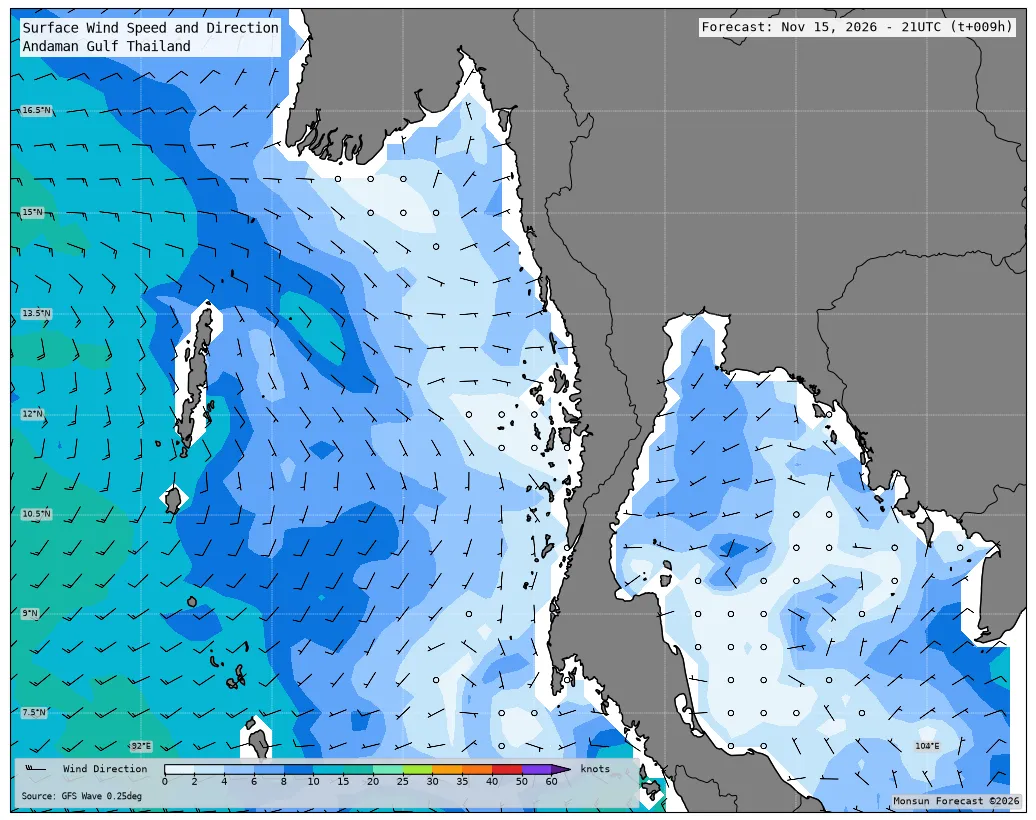 Surface Wind Speed and Direction
Andaman Gulf Thailand
Forecast: Nov 15, 2026 - 21UTC (t+009h)
16.5°N
15°N
13.5°N
12°N
10.5°N
9°N
7.5°N
92°E
104°E
Wind Direction
knots
0 2 4 6 8 10 15 20 25 30 35 40 50 60
Source: GFS Wave 0.25deg
Monsun Forecast ©2026